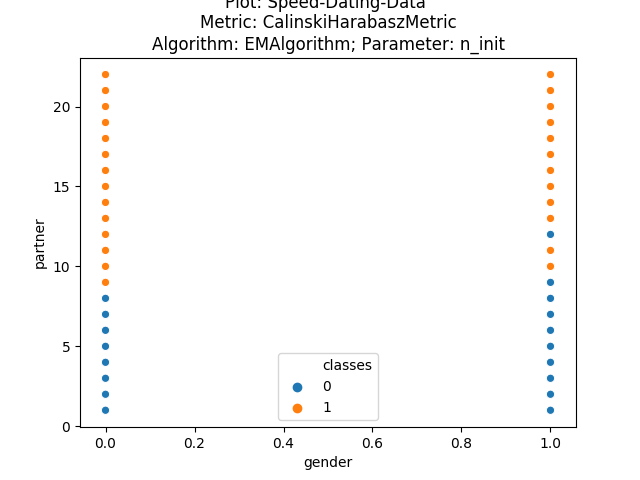 Plot: Speed-Dating-Data
Metric: CalinskiHarabaszMetric
Algorithm: EMAlgorithm; Parameter: n_init
20
15
10
5
0
partner
classes
0
1
0.0 0.2 0.4 0.6 0.8 1.0
gender